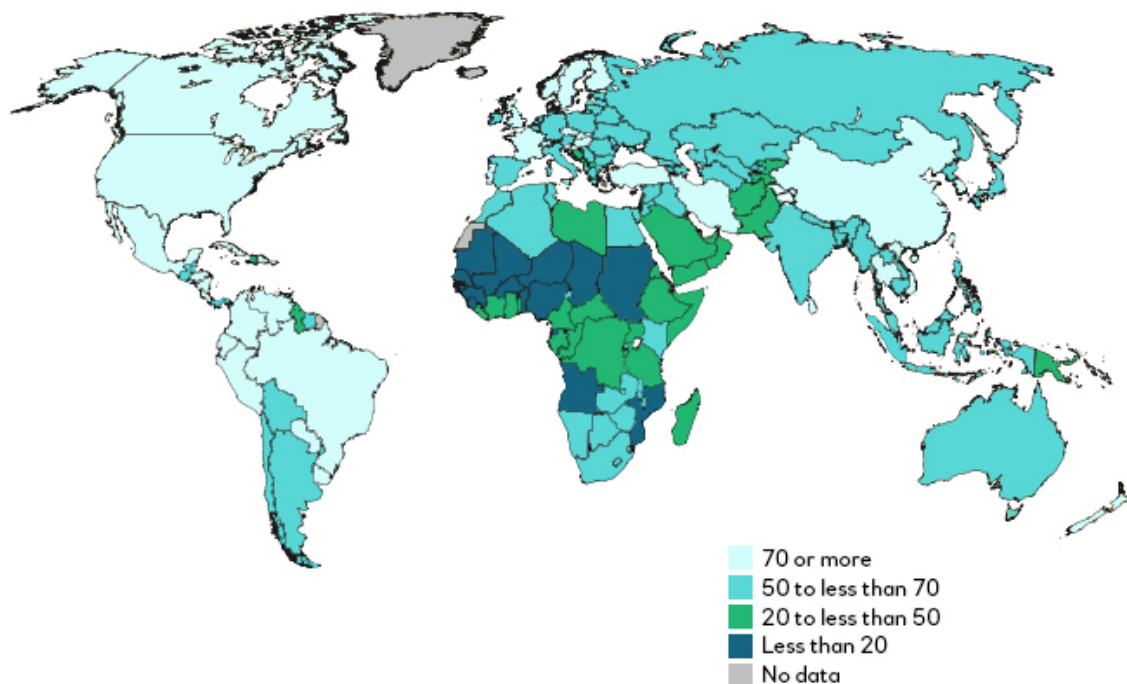 70 or more
50 to less than 70
20 to less than 50
Less than 20
No data